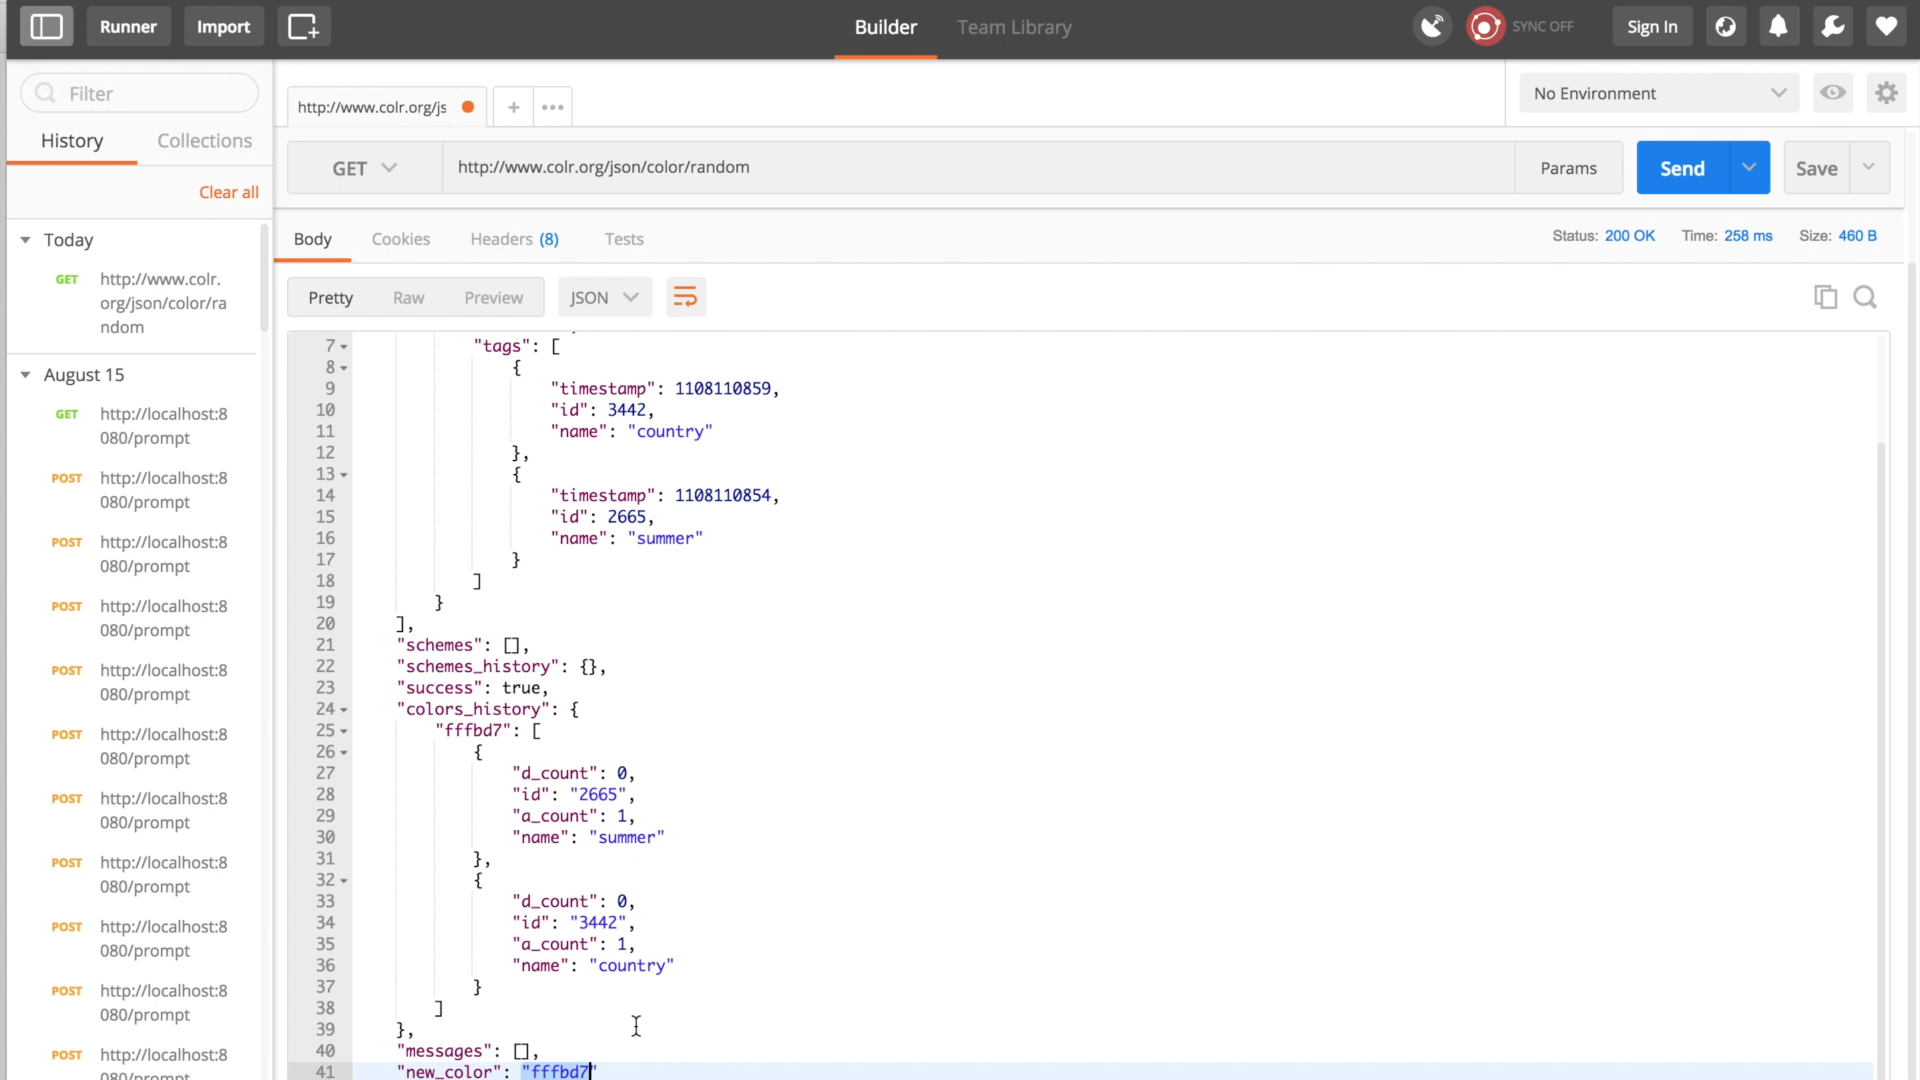 Runner
Import
Builder
Team Library
SYNC OFF
Sign In
Filter
History
Collections
Clear all
Today
GET http://www.colr.
org/json/color/ra
ndom
August 15
GET http://localhost:8
080/prompt
POST http://localhost:8
080/prompt
POST http://localhost:8
080/prompt
POST http://localhost:8
080/prompt
POST http://localhost:8
080/prompt
POST http://localhost:8
080/prompt
POST http://localhost:8
080/prompt
POST http://localhost:8
080/prompt
POST http://localhost:8
080/prompt
POST http://localhost:8
080/prompt
POST http://localhost:8
080/prompt
http://www.colr.org/js
No Environment
GET
http://www.colr.org/json/color/random
Params
Send
Save
Body
Cookies
Headers (8)
Tests
Status: 200 OK
Time: 258 ms
Size: 460 B
Pretty
Raw
Preview
JSON
7 "tags": [
8 {
9 "timestamp": 1108110859,
10 "id": 3442,
11 "name": "country"
12 },
13 {
14 "timestamp": 1108110854,
15 "id": 2665,
16 "name": "summer"
17 }
18 ]
19 }
20 ],
21 "schemes": [],
22 "schemes_history": {},
23 "success": true,
24 "colors_history": {
25 "fffbd7": [
26 {
27 "d_count": 0,
28 "id": "2665",
29 "a_count": 1,
30 "name": "summer"
31 },
32 {
33 "d_count": 0,
34 "id": "3442",
35 "a_count": 1,
36 "name": "country"
37 }
38 ]
39 },
40 "messages": [],
41 "new_color": "fffbd7"